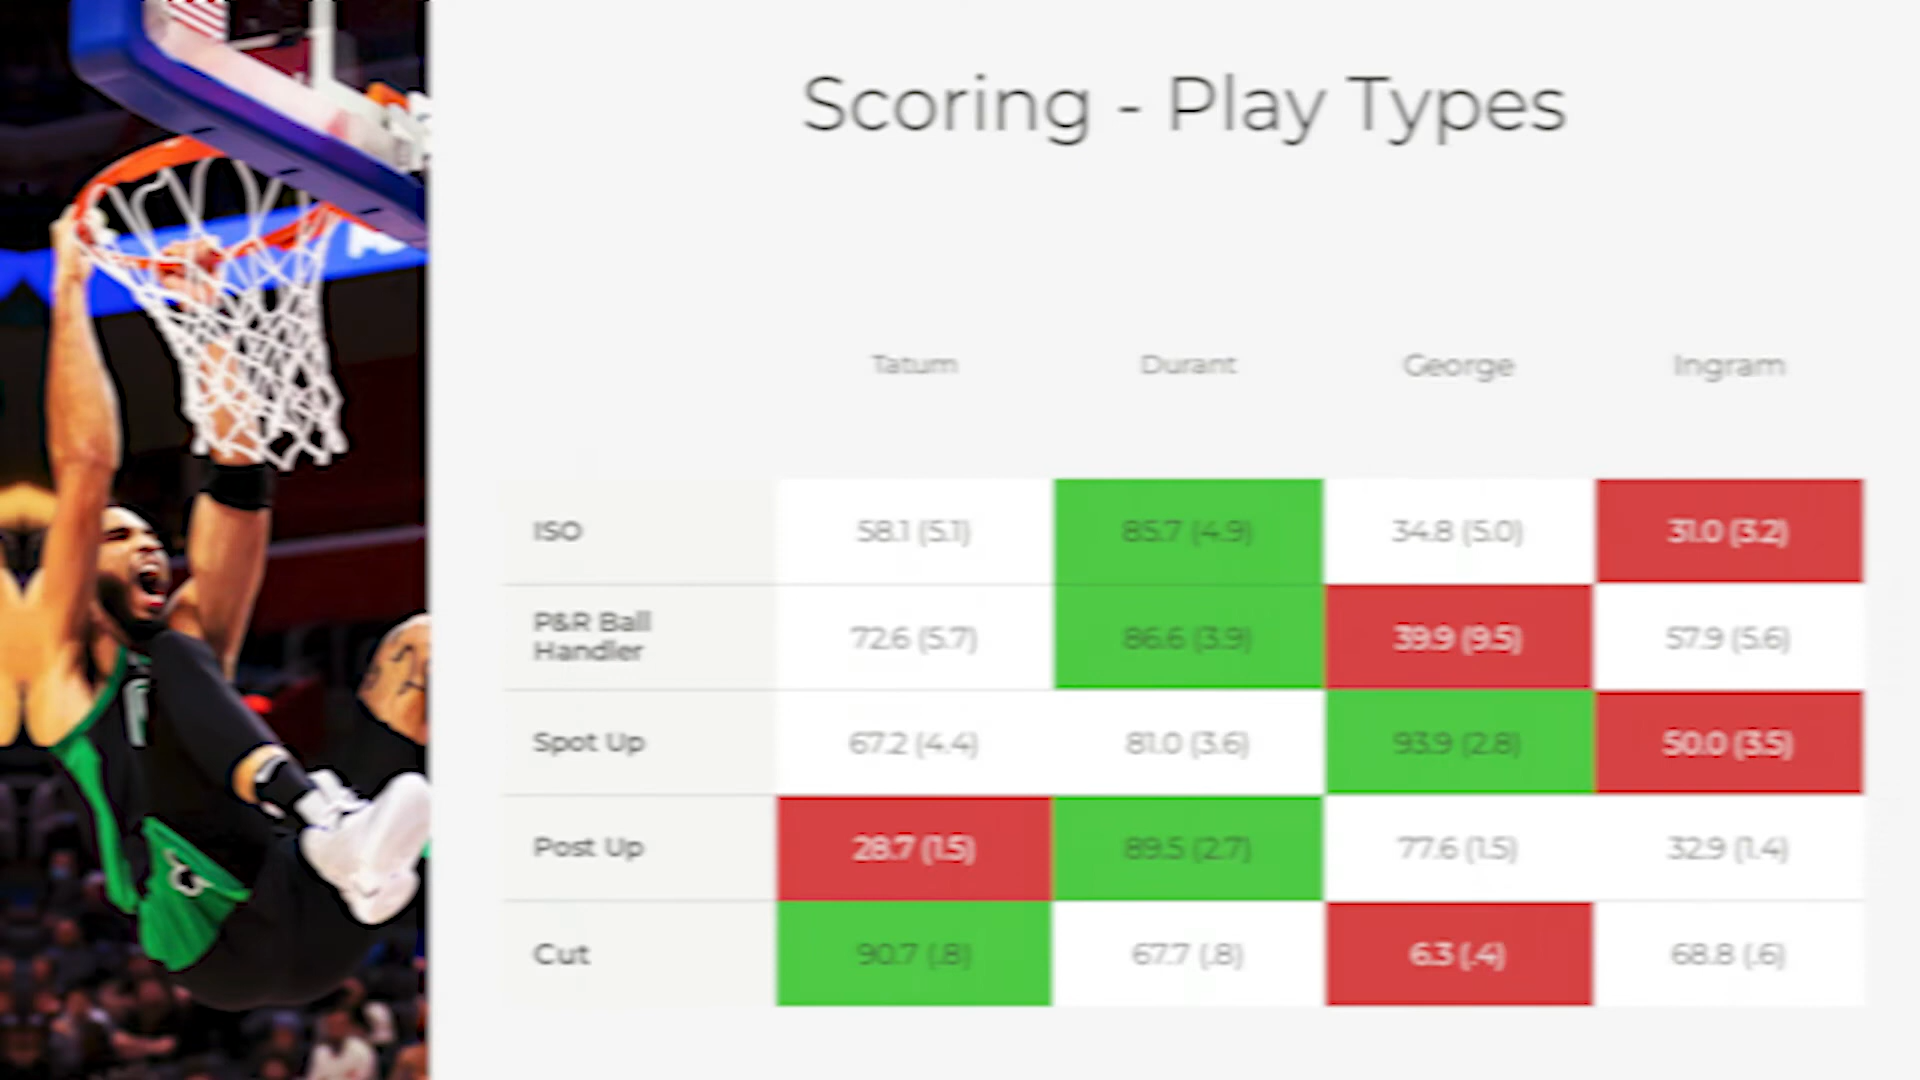 Scoring - Play Types
Tatum Durant George Ingram
ISO 58.1 (5.1) 85.7 (4.9) 34.8 (5.0) 31.0 (3.2)
P&R Ball
Handler 72.6 (5.7) 86.6 (3.9) 39.9 (9.5) 57.9 (5.6)
Spot Up 67.2 (4.4) 81.0 (3.6) 93.9 (2.8) 50.0 (3.5)
Post Up 28.7 (1.5) 89.5 (2.7) 77.6 (1.5) 32.9 (1.4)
Cut 90.7 (.8) 67.7 (.8) 6.3 (.4) 68.8 (.6)